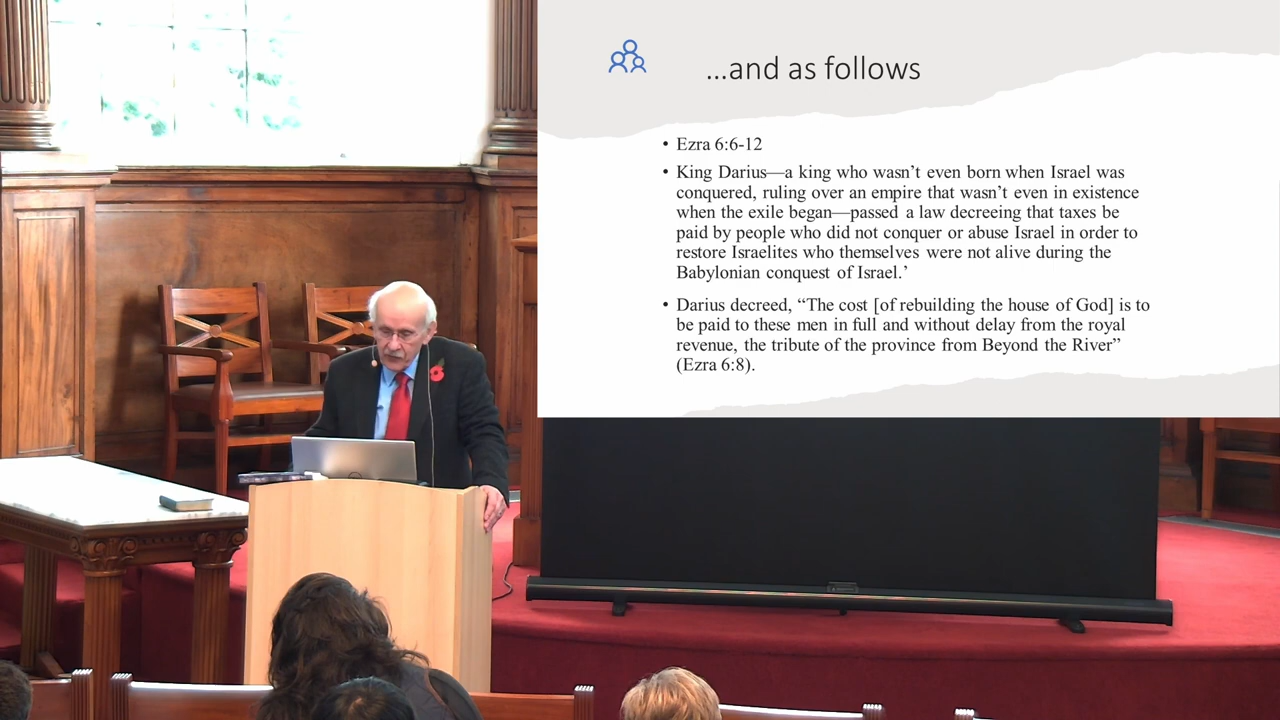 ...and as follows
• Ezra 6:6-12
• King Darius—a king who wasn’t even born when Israel was
conquered, ruling over an empire that wasn’t even in existence
when the exile began—passed a law decreeing that taxes be
paid by people who did not conquer or abuse Israel in order to
restore Israelites who themselves were not alive during the
Babylonian conquest of Israel.’
• Darius decreed, “The cost [of rebuilding the house of God] is to
be paid to these men in full and without delay from the royal
revenue, the tribute of the province from Beyond the River”
(Ezra 6:8).